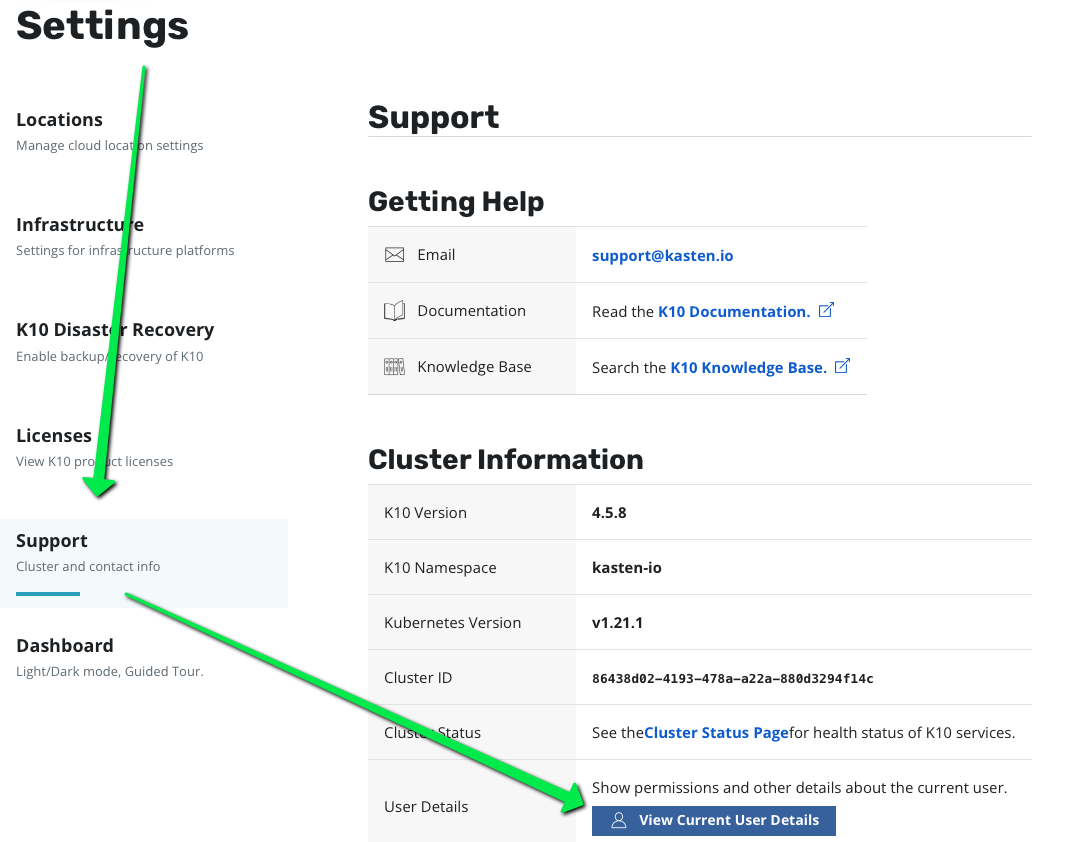 Settings
Locations
Manage cloud location settings
Infrastructure
Settings for infrastructure platforms
K10 Disaster Recovery
Enable backup/recovery of K10
Licenses
View K10 product licenses
Support
Cluster and contact info
Dashboard
Light/Dark mode, Guided Tour.
Support
Getting Help
Email
support@kasten.io
Documentation
Read the K10 Documentation.
Knowledge Base
Search the K10 Knowledge Base.
Cluster Information
K10 Version
4.5.8
K10 Namespace
kasten-io
Kubernetes Version
v1.21.1
Cluster ID
86438d02-4193-478a-a22a-880d3294f14c
Cluster Status
See theCluster Status Pagefor health status of K10 services.
User Details
Show permissions and other details about the current user.
View Current User Details